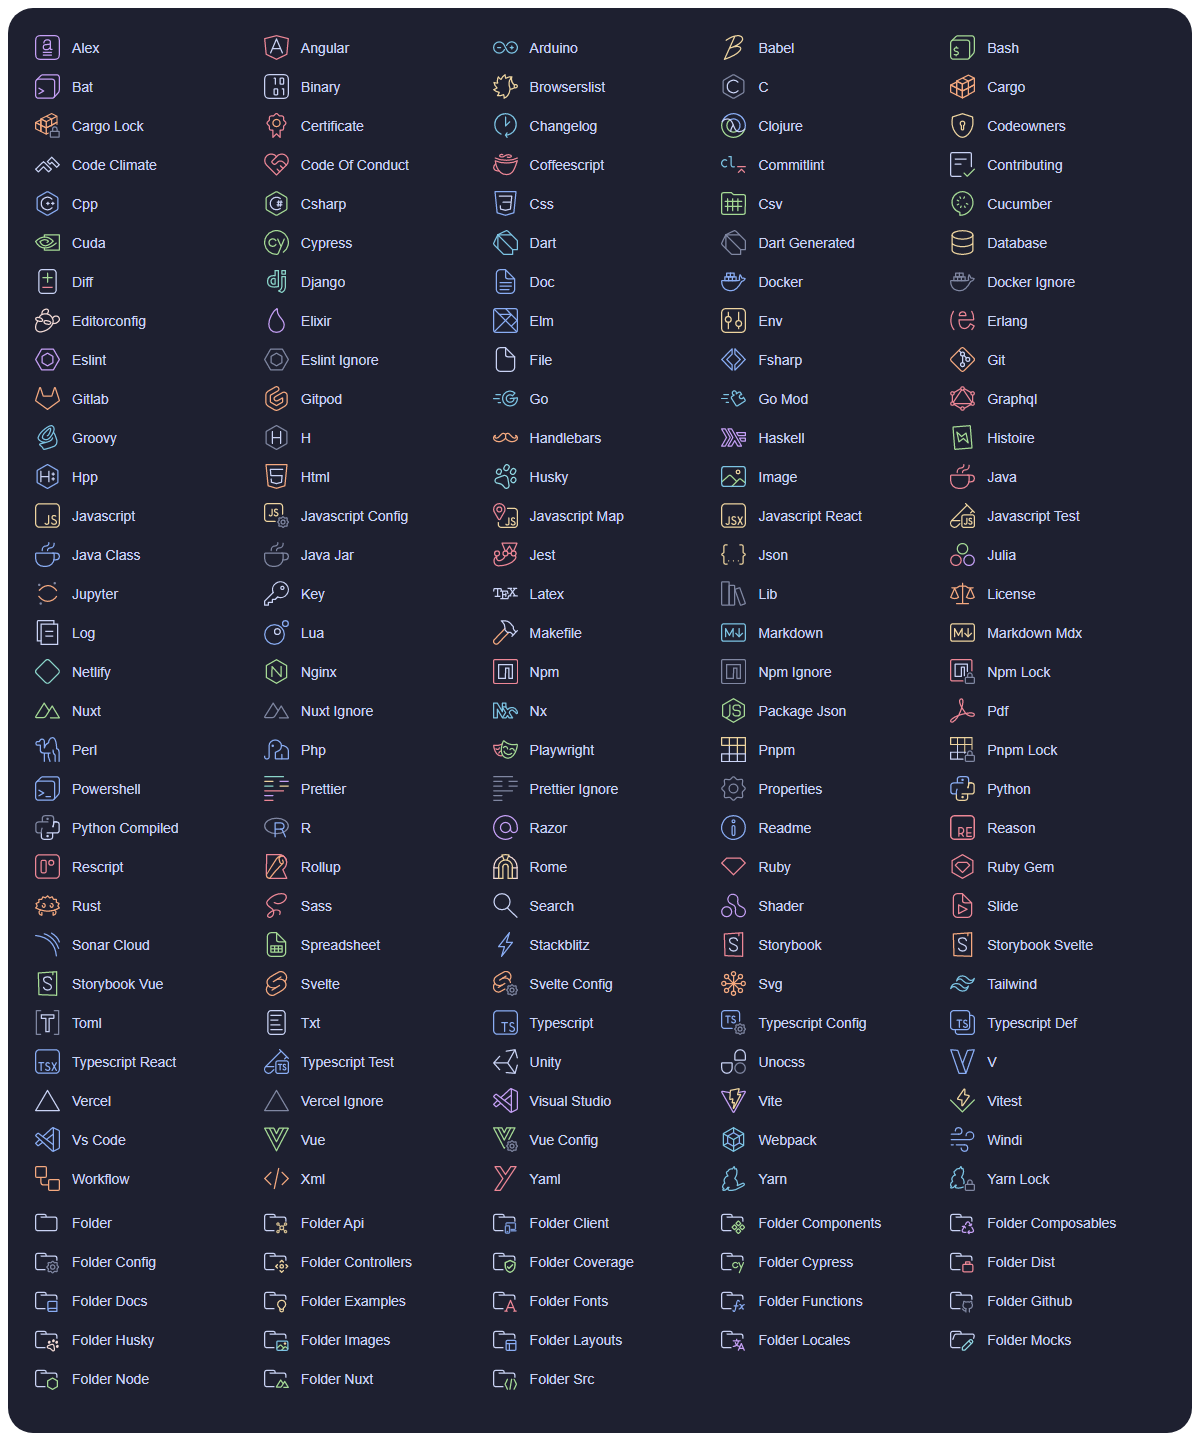 Alex Angular Arduino Babel Bash
Bat Binary Browserslist C Cargo
Cargo Lock Certificate Changelog Clojure Codeowners
Code Climate Code Of Conduct Coffeescript Commitlint Contributing
Cpp Csharp Css Csv Cucumber
Cuda Cypress Dart Dart Generated Database
Diff Django Doc Docker Docker Ignore
Editorconfig Elixir Elm Env Erlang
Eslint Eslint Ignore File Fsharp Git
Gitlab Gitpod Go Go Mod Graphql
Groovy H Handlebars Haskell Histoire
Hpp Html Husky Image Java
Javascript Javascript Config Javascript Map Javascript React Javascript Test
Java Class Java Jar Jest Json Julia
Jupyter Key Latex Lib License
Log Lua Makefile Markdown Markdown Mdx
Netlify Nginx Npm Npm Ignore Npm Lock
Nuxt Nuxt Ignore Nx Package Json Pdf
Perl Php Playwright Pnpm Pnpm Lock
Powershell Prettier Prettier Ignore Properties Python
Python Compiled R Razor Readme Reason
Rescript Rollup Rome Ruby Ruby Gem
Rust Sass Search Shader Slide
Sonar Cloud Spreadsheet Stackblitz Storybook Storybook Svelte
Storybook Vue Svelte Svelte Config Svg Tailwind
Toml Txt Typescript Typescript Config Typescript Def
Typescript React Typescript Test Unity Unocss V
Vercel Vercel Ignore Visual Studio Vite Vitest
Vs Code Vue Vue Config Webpack Windi
Workflow Xml Yaml Yarn Yarn Lock
Folder Folder Api Folder Client Folder Components Folder Composables
Folder Config Folder Controllers Folder Coverage Folder Cypress Folder Dist
Folder Docs Folder Examples Folder Fonts Folder Functions Folder Github
Folder Husky Folder Images Folder Layouts Folder Locales Folder Mocks
Folder Node Folder Nuxt Folder Src